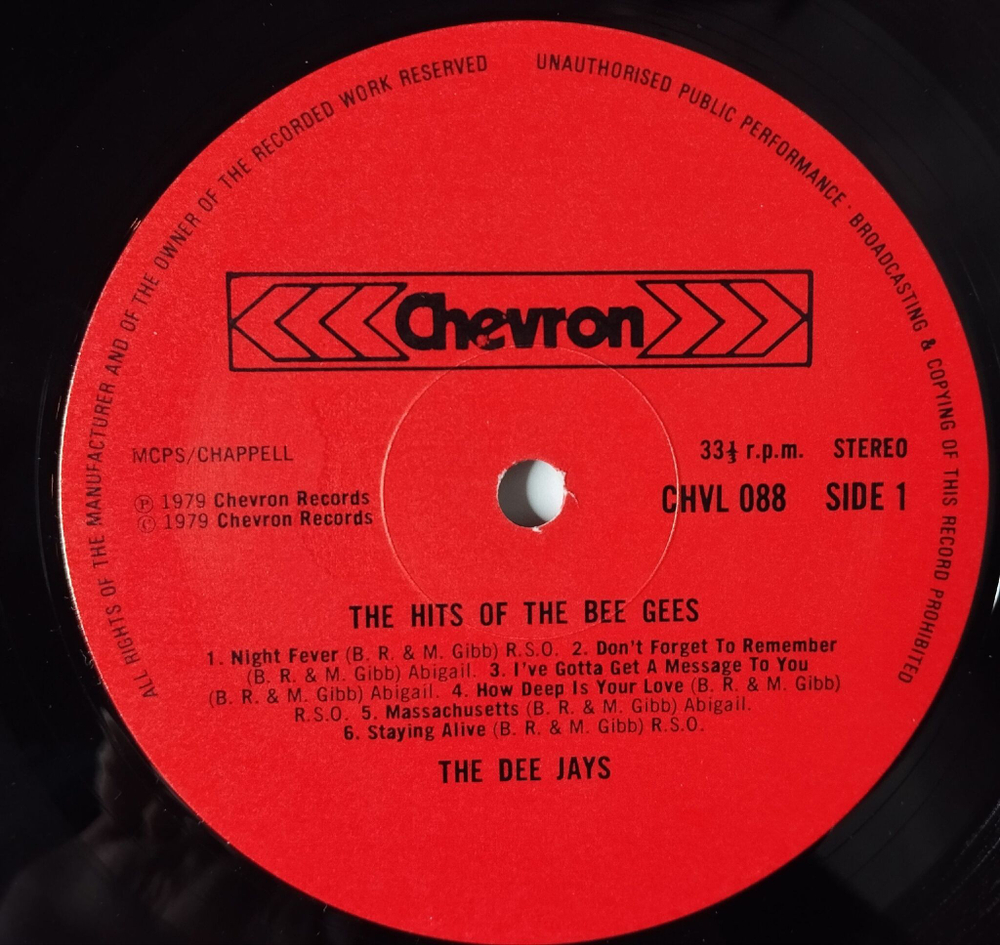 ALL RIGHTS OF THE MANUFACTURER AND OF THE OWNER OF THE RECORDED WORK RESERVED
UNAUTHORISED PUBLIC PERFORMANCE · BROADCASTING & COPYING OF THIS RECORD PROHIBITED
Chevron
MCPS/CHAPPELL
33⅓ r.p.m. STEREO
Ⓟ 1979 Chevron Records
© 1979 Chevron Records
CHVL 088 SIDE 1
THE HITS OF THE BEE GEES
1. Night Fever (B. R. & M. Gibb) R.S.O. 2. Don't Forget To Remember
(B. R. & M. Gibb) Abigail. 3. I've Gotta Get A Message To You
(B. R. & M. Gibb) Abigail. 4. How Deep Is Your Love (B. R. & M. Gibb)
R.S.O. 5. Massachusetts (B. R. & M. Gibb) Abigail.
6. Staying Alive (B. R. & M. Gibb) R.S.O.
THE DEE JAYS